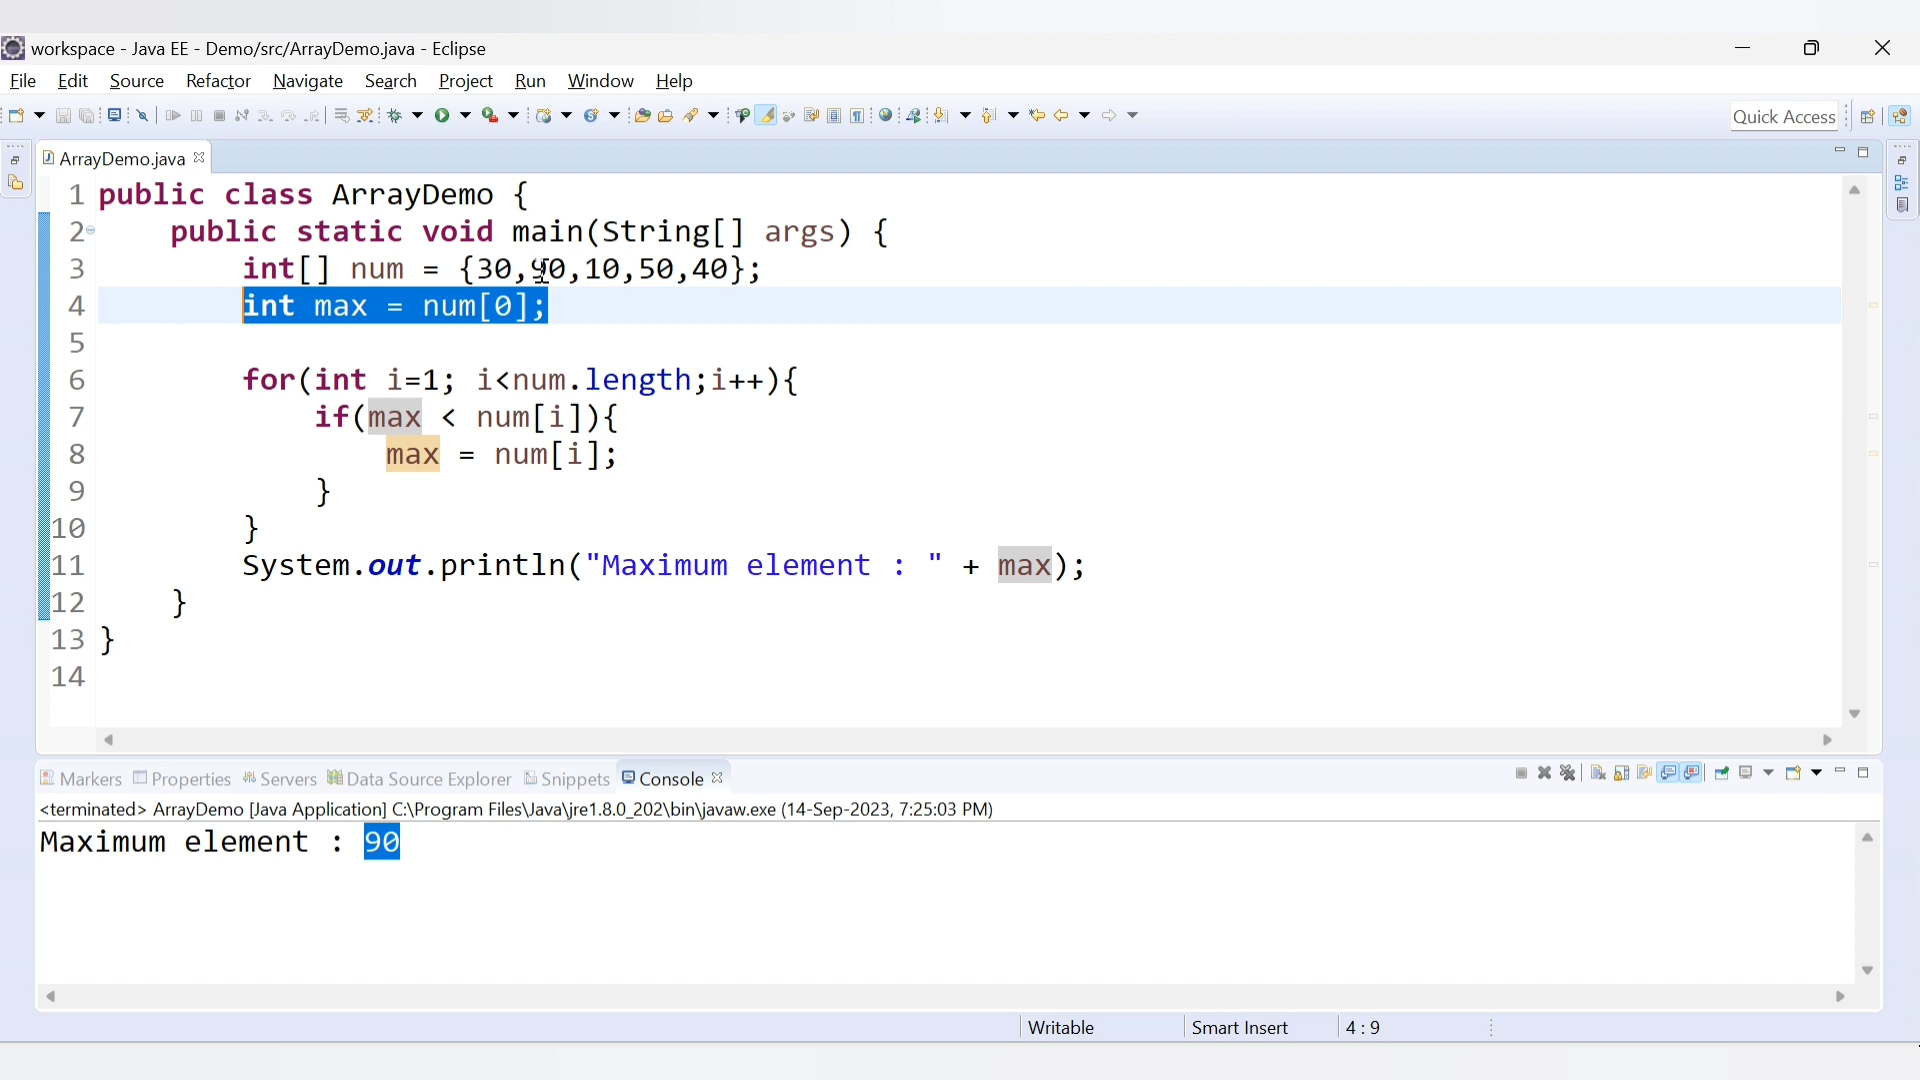 workspace - Java EE - Demo/src/ArrayDemo.java - Eclipse
File Edit Source Refactor Navigate Search Project Run Window Help
Quick Access
ArrayDemo.java
1 public class ArrayDemo {
2 public static void main(String[] args) {
3 int[] num = {30,90,10,50,40};
4 int max = num[0];
5
6 for(int i=1; i<num.length;i++){
7 if(max < num[i]){
8 max = num[i];
9 }
10 }
11 System.out.println("Maximum element : " + max);
12 }
13 }
14
Markers Properties Servers Data Source Explorer Snippets Console
<terminated> ArrayDemo [Java Application] C:\Program Files\Java\jre1.8.0_202\bin\javaw.exe (14-Sep-2023, 7:25:03 PM)
Maximum element : 90
Writable Smart Insert 4 : 9